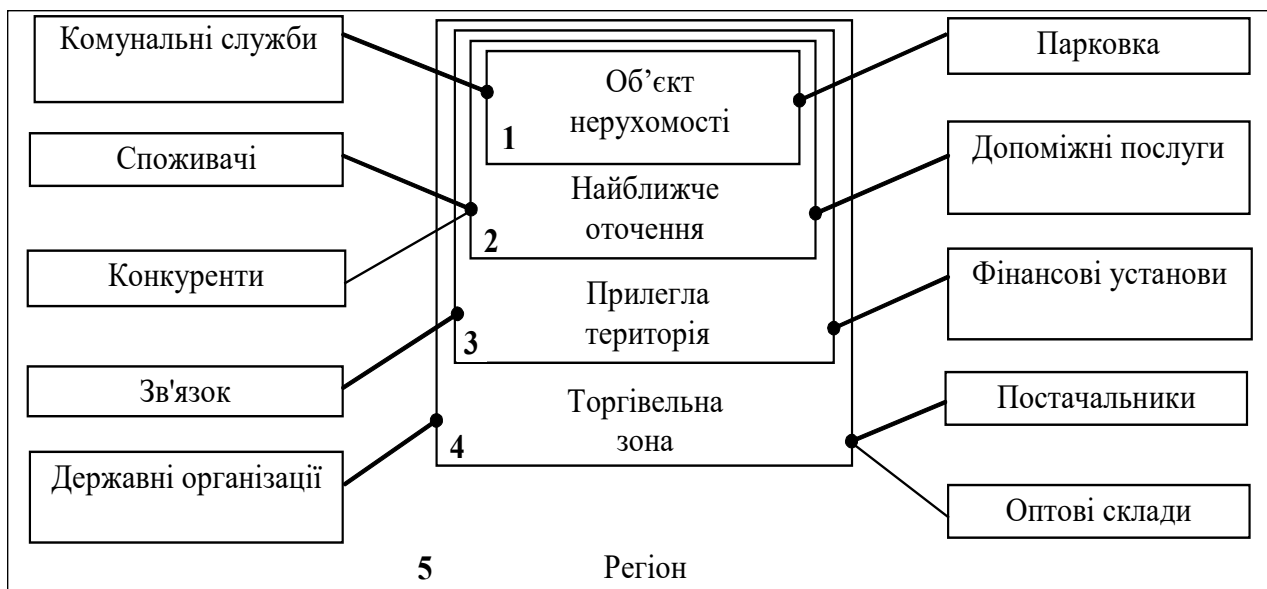 Комунальні служби
Споживачі
Конкуренти
Зв'язок
Державні організації
Об’єкт
нерухомості
1
Найближче
оточення
2
Прилегла
територія
3
Торгівельна
зона
4
5
Регіон
Парковка
Допоміжні послуги
Фінансові установи
Постачальники
Оптові склади